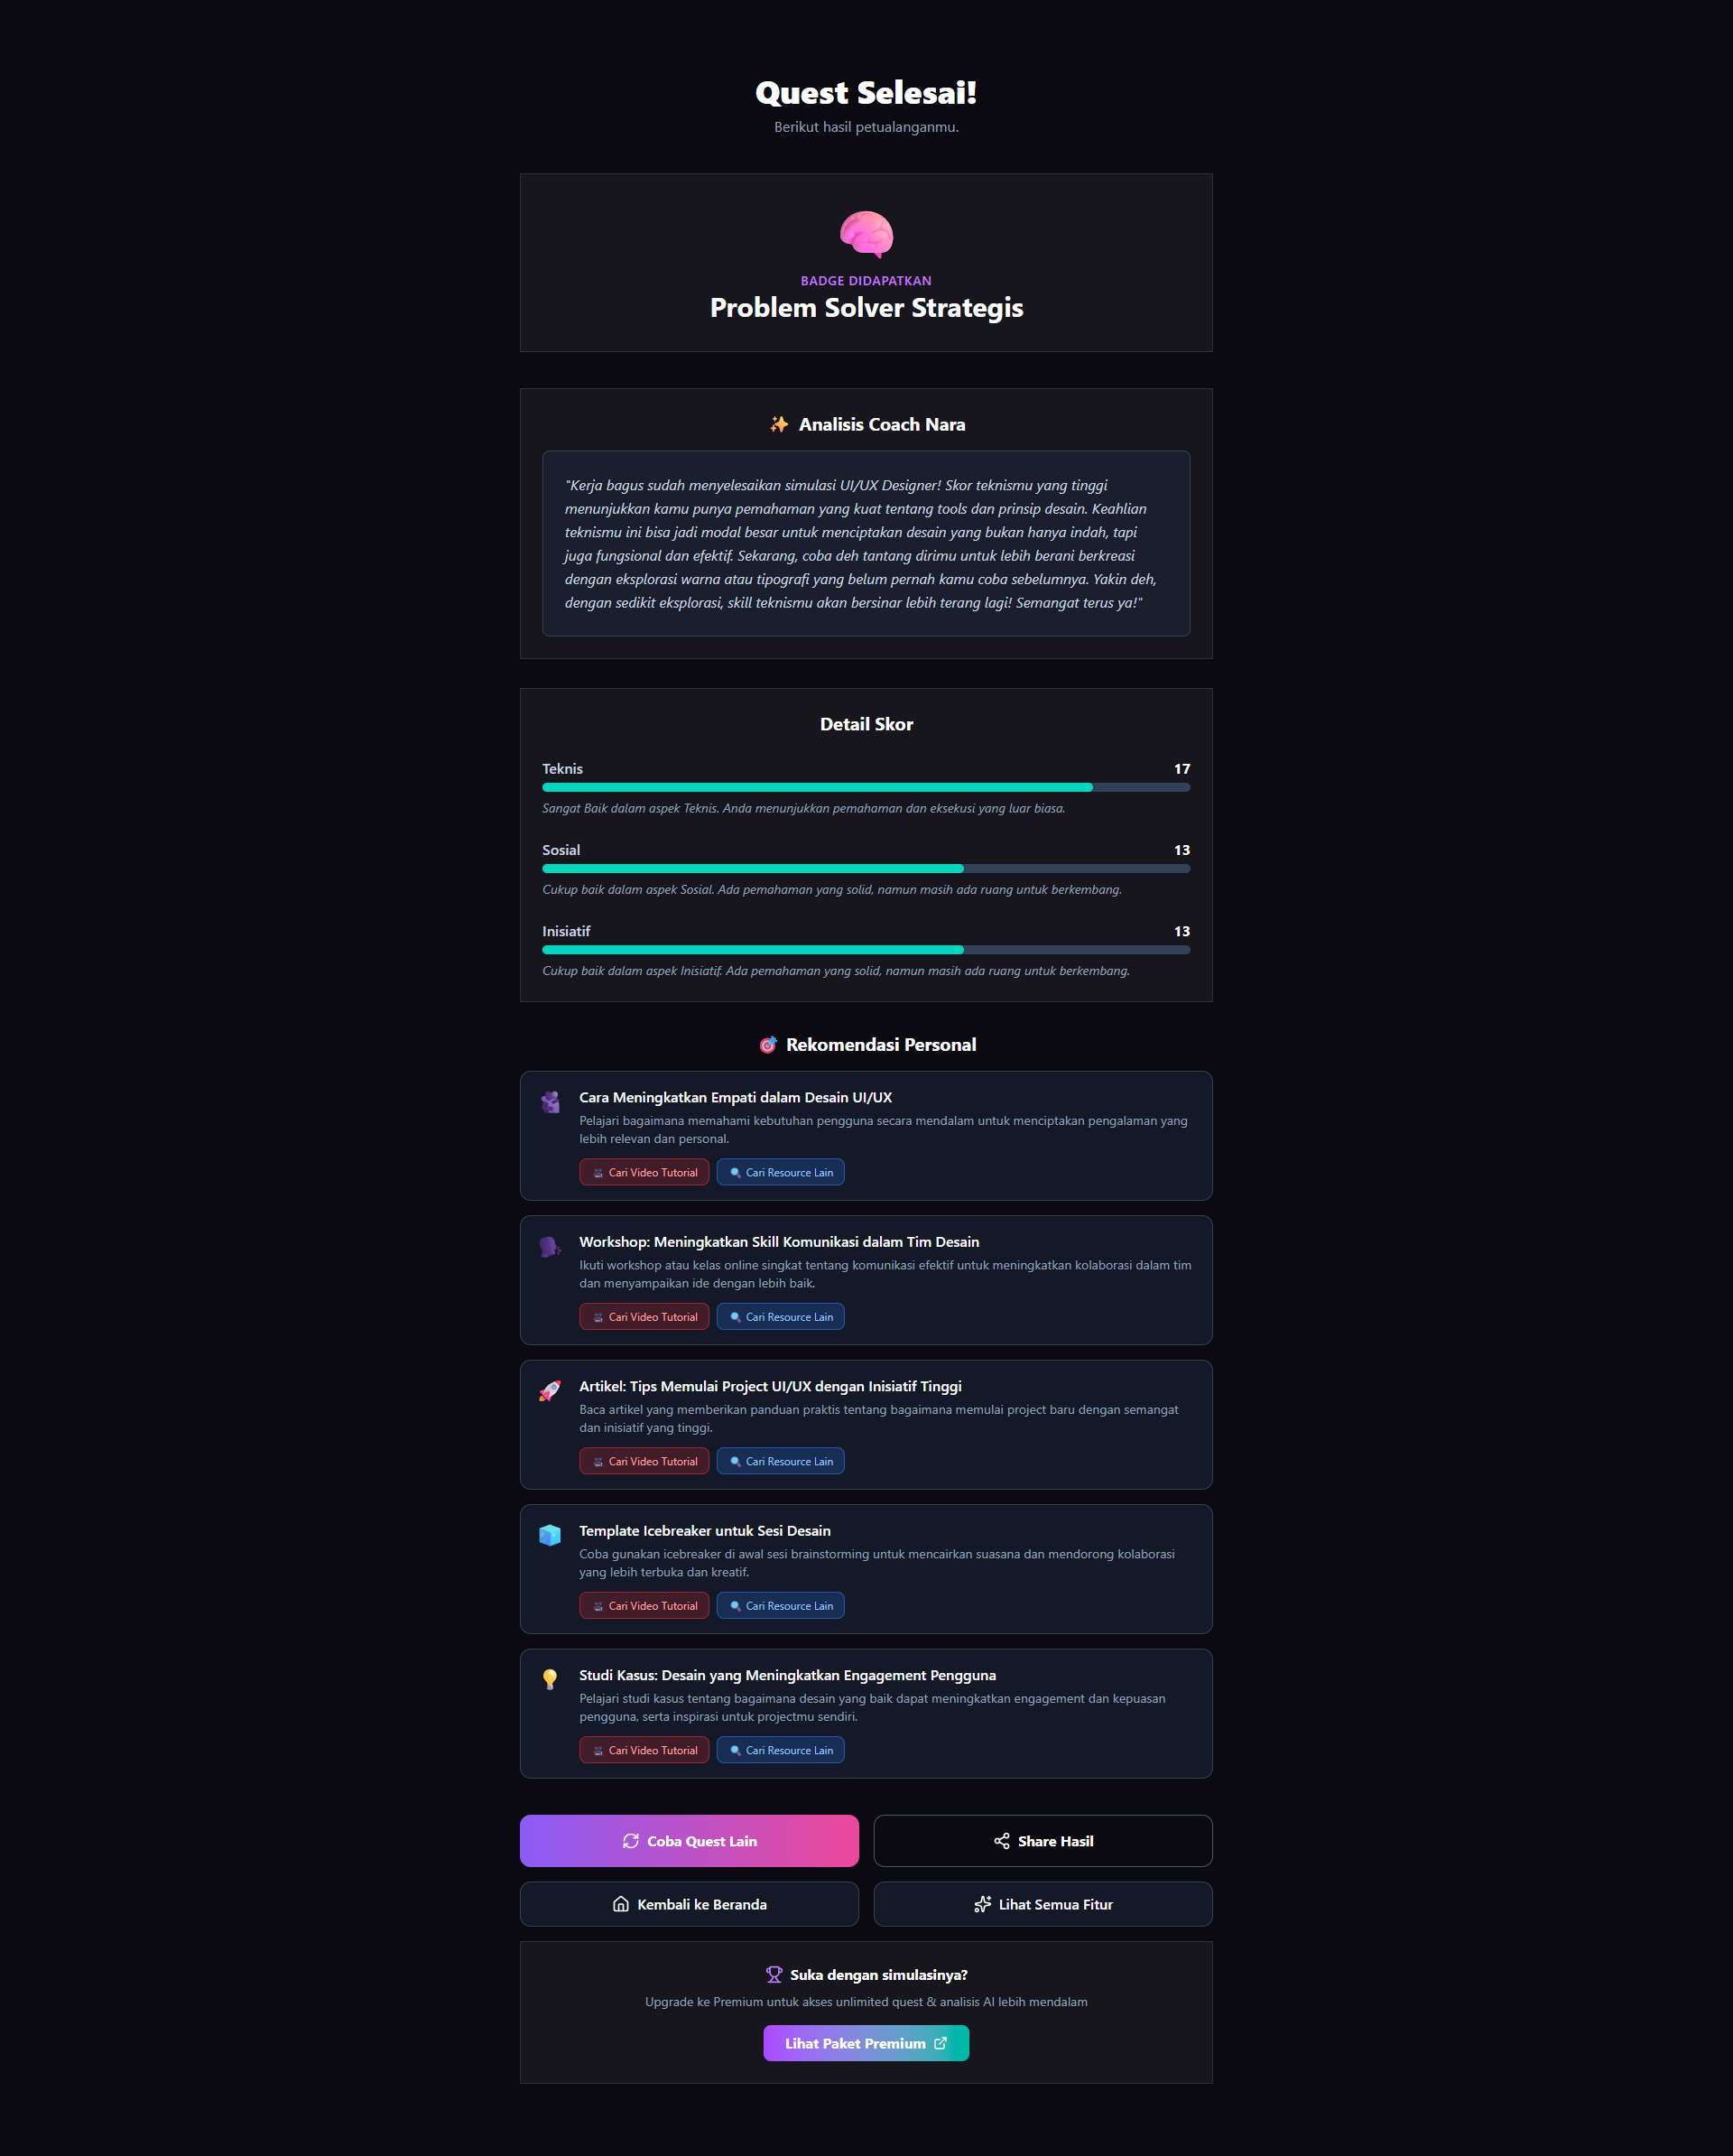 Quest Selesai!
Berikut hasil petualanganmu.
BADGE DIDAPATKAN
Problem Solver Strategis
✨ Analisis Coach Nara
"Kerja bagus sudah menyelesaikan simulasi UI/UX Designer! Skor teknismu yang tinggi
menunjukkan kamu punya pemahaman yang kuat tentang tools dan prinsip desain. Keahlian
teknismu ini bisa jadi modal besar untuk menciptakan desain yang bukan hanya indah, tapi
juga fungsional dan efektif. Sekarang, coba deh tantang dirimu untuk lebih berani berkreasi
dengan eksplorasi warna atau tipografi yang belum pernah kamu coba sebelumnya. Yakin deh,
dengan sedikit eksplorasi, skill teknismu akan bersinar lebih terang lagi! Semangat terus ya!"
Detail Skor
Teknis 17
Sangat Baik dalam aspek Teknis. Anda menunjukkan pemahaman dan eksekusi yang luar biasa.
Sosial 13
Cukup baik dalam aspek Sosial. Ada pemahaman yang solid, namun masih ada ruang untuk berkembang.
Inisiatif 13
Cukup baik dalam aspek Inisiatif. Ada pemahaman yang solid, namun masih ada ruang untuk berkembang.
🎯 Rekomendasi Personal
Cara Meningkatkan Empati dalam Desain UI/UX
Pelajari bagaimana memahami kebutuhan pengguna secara mendalam untuk menciptakan pengalaman yang
lebih relevan dan personal.
Cari Video Tutorial Cari Resource Lain
Workshop: Meningkatkan Skill Komunikasi dalam Tim Desain
Ikuti workshop atau kelas online singkat tentang komunikasi efektif untuk meningkatkan kolaborasi dalam tim
dan menyampaikan ide dengan lebih baik.
Cari Video Tutorial Cari Resource Lain
Artikel: Tips Memulai Project UI/UX dengan Inisiatif Tinggi
Baca artikel yang memberikan panduan praktis tentang bagaimana memulai project baru dengan semangat
dan inisiatif yang tinggi.
Cari Video Tutorial Cari Resource Lain
Template Icebreaker untuk Sesi Desain
Coba gunakan icebreaker di awal sesi brainstorming untuk mencairkan suasana dan mendorong kolaborasi
yang lebih terbuka dan kreatif.
Cari Video Tutorial Cari Resource Lain
Studi Kasus: Desain yang Meningkatkan Engagement Pengguna
Pelajari studi kasus tentang bagaimana desain yang baik dapat meningkatkan engagement dan kepuasan
pengguna, serta inspirasi untuk projectmu sendiri.
Cari Video Tutorial Cari Resource Lain
Coba Quest Lain Share Hasil
Kembali ke Beranda Lihat Semua Fitur
Suka dengan simulasinya?
Upgrade ke Premium untuk akses unlimited quest & analisis AI lebih mendalam
Lihat Paket Premium